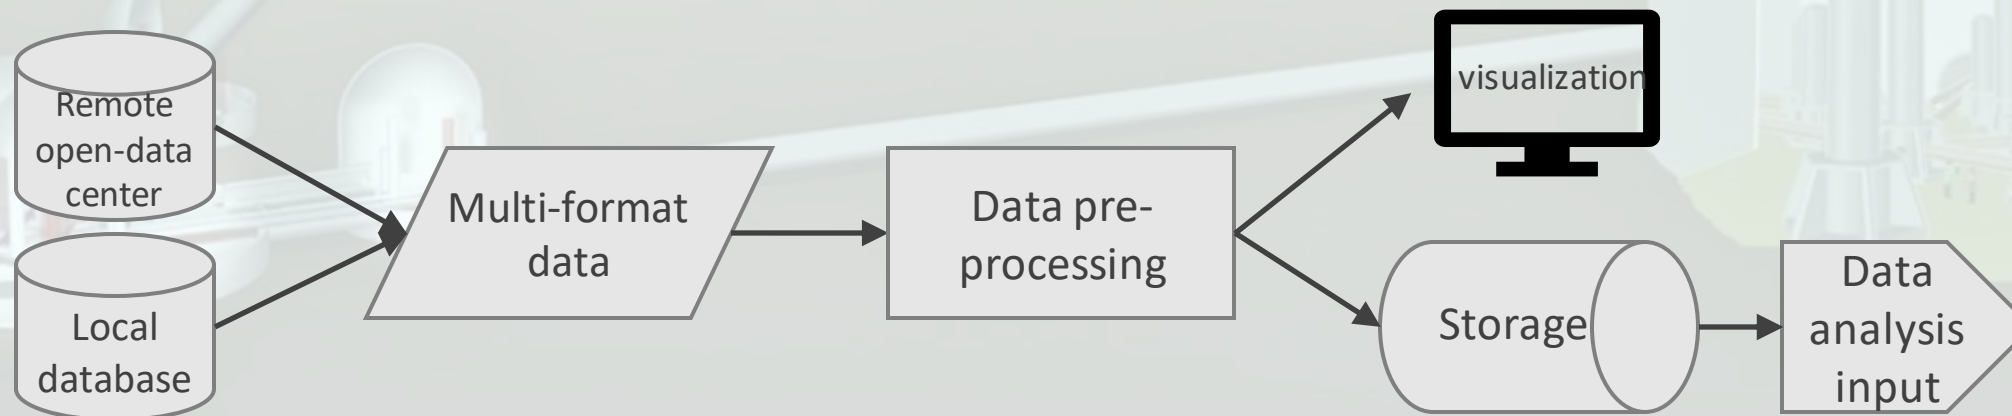 Remote
open-data
center
Local
database
Multi-format
data
Data pre-
processing
visualization
Storage
Data
analysis
input